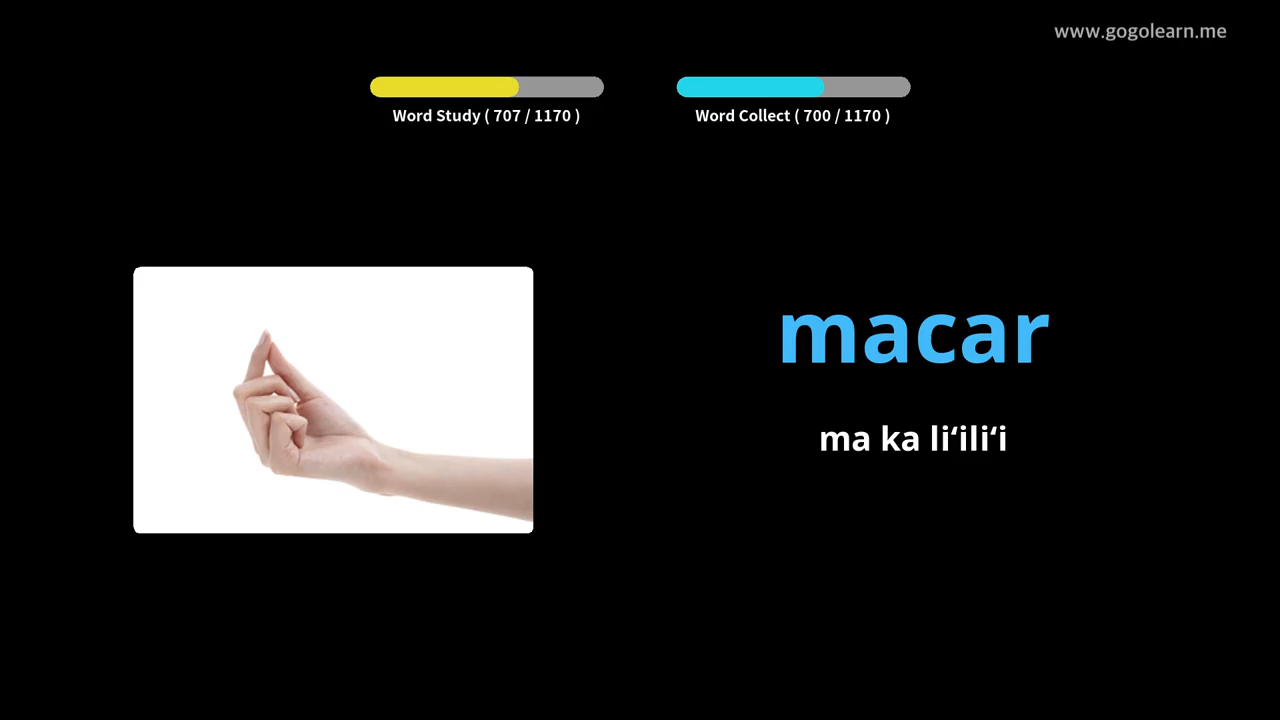 www.gogolearn.me
Word Study ( 707 / 1170 )
Word Collect ( 700 / 1170 )
macar
ma ka liʻiliʻi